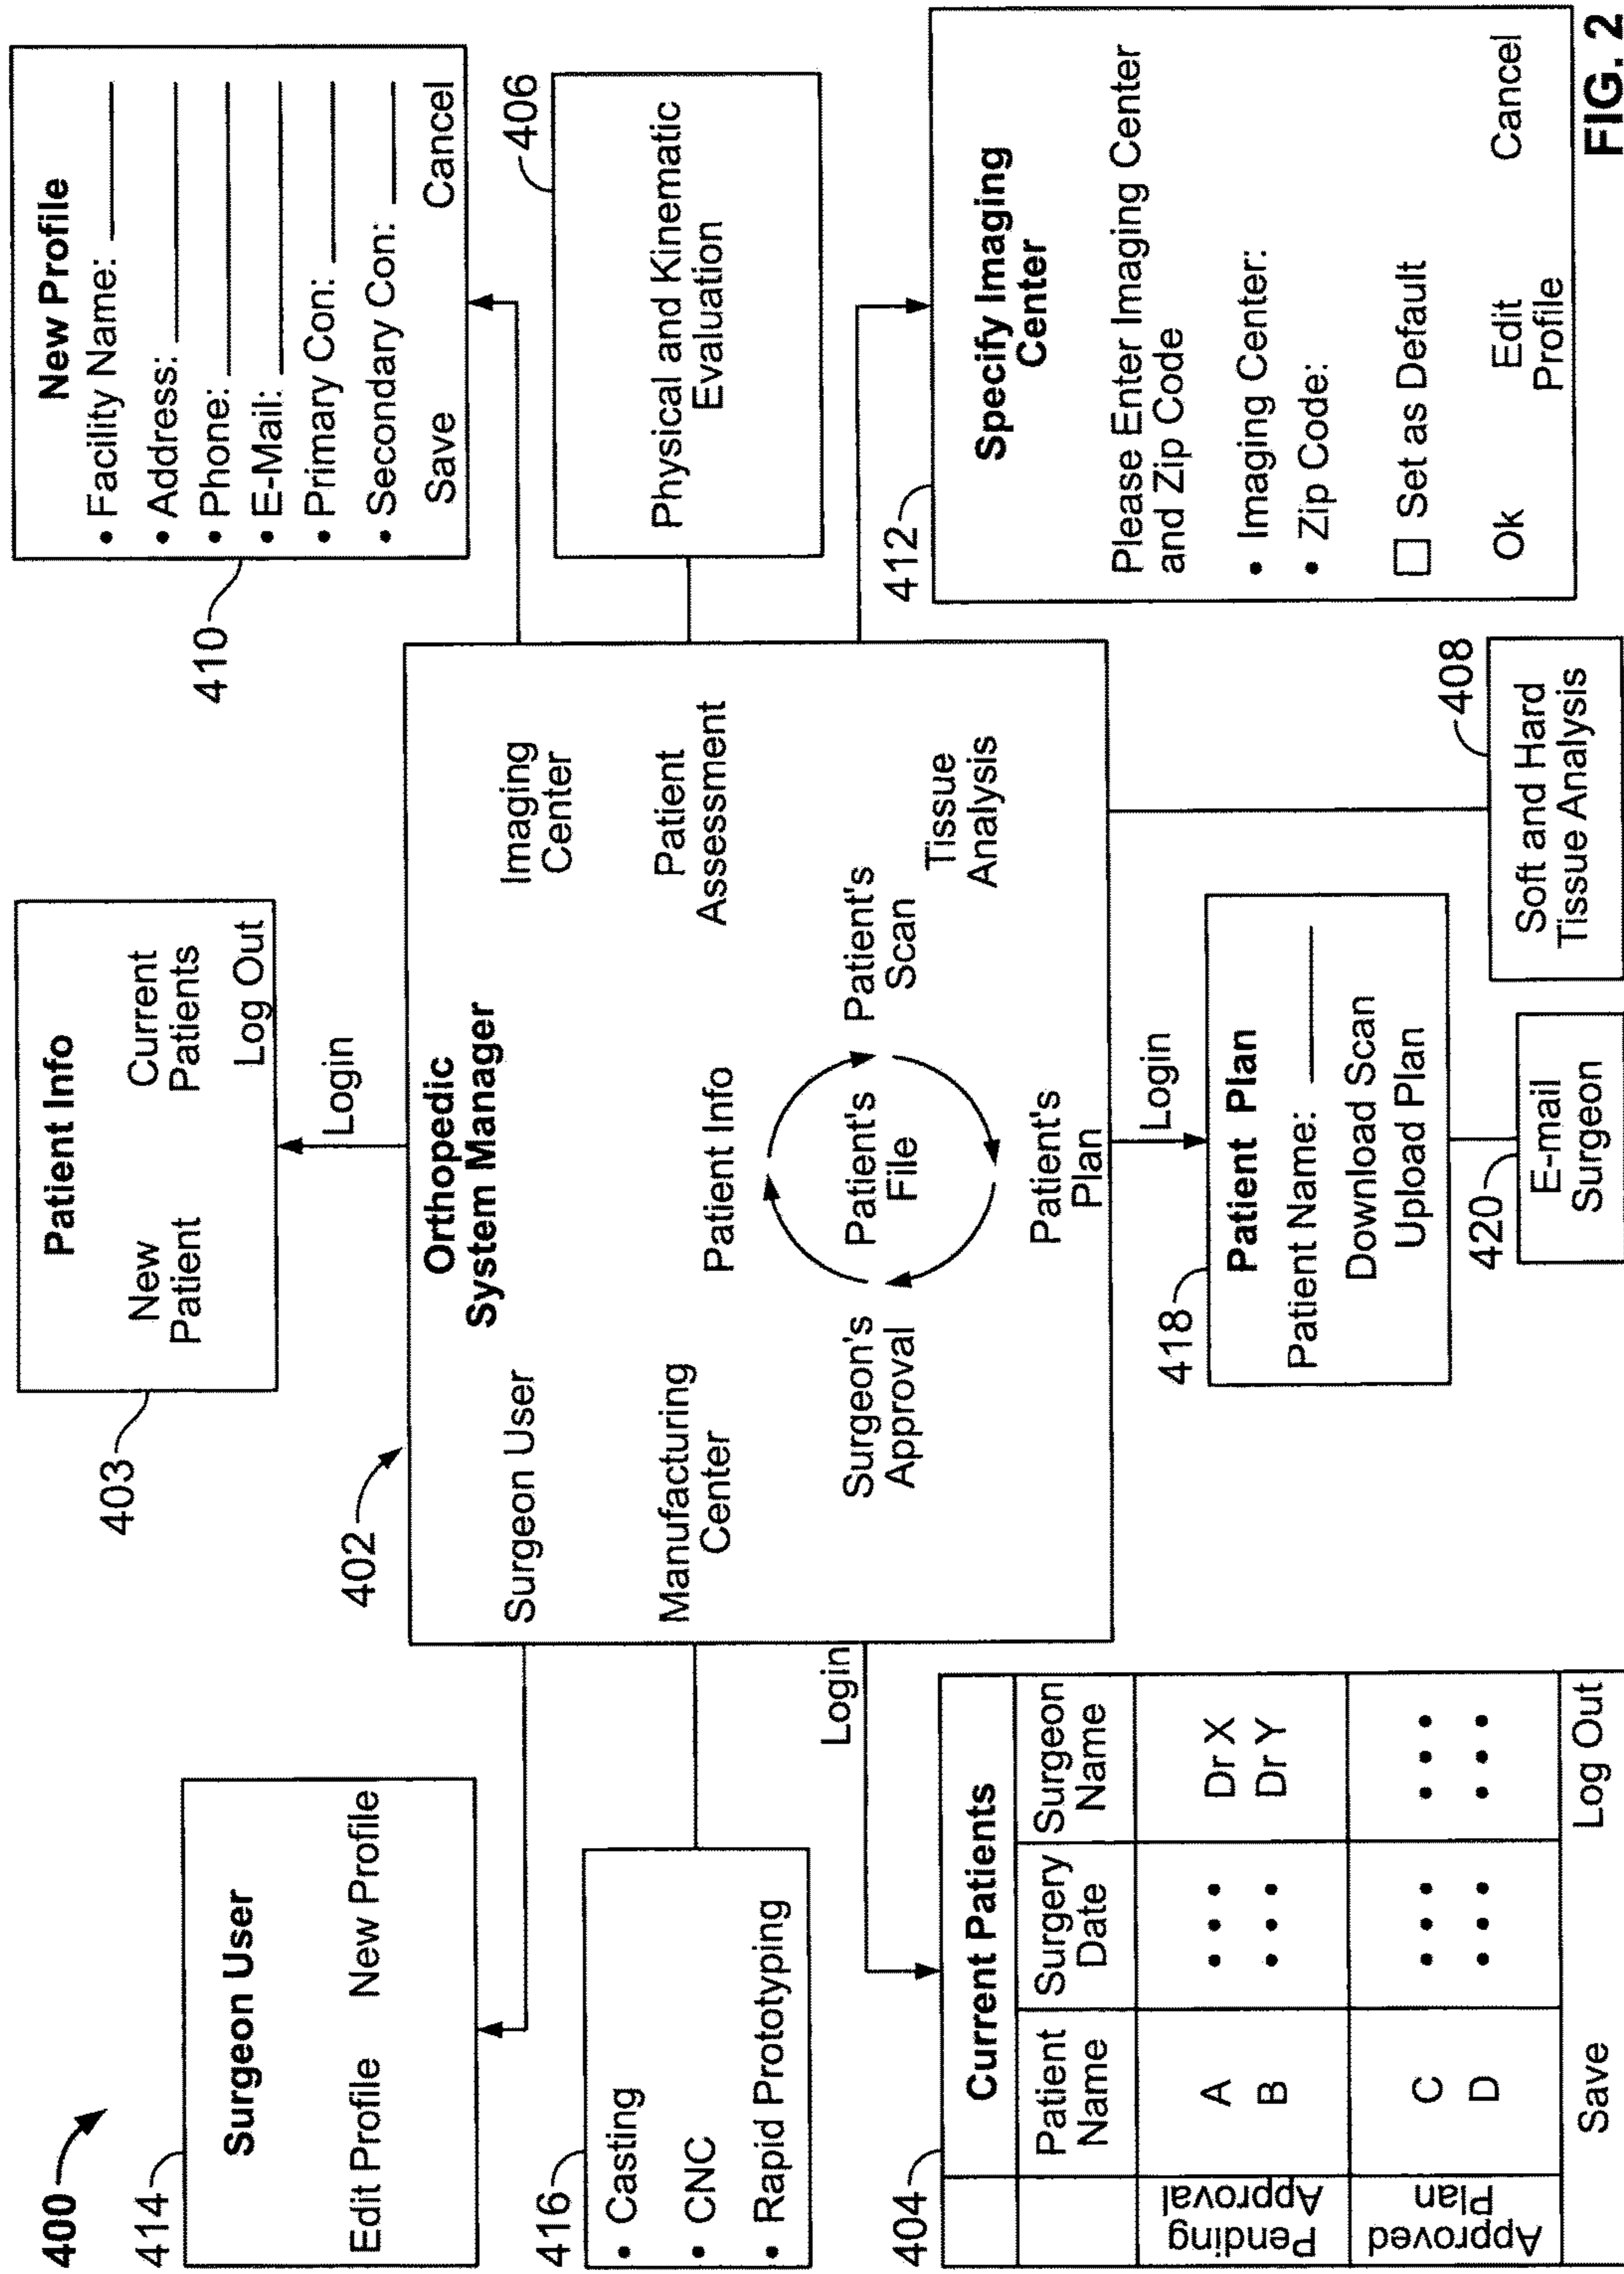 400
414
Surgeon User
Edit Profile New Profile
416
• Casting
• CNC
• Rapid Prototyping
Login
404
Current Patients
Patient
Name
Surgery
Date
Surgeon
Name
Pending
Approval
A
B
• • •
• • •
Dr X
Dr Y
Approved
Plan
C
D
• • •
• • •
• • •
• • •
Save Log Out
403
Patient Info
New
Patient
Current
Patients
Log Out
Login
402
Orthopedic
System Manager
Surgeon User
Imaging
Center
Manufacturing
Center
Patient
Assessment
Patient Info
Surgeon's
Approval
Patient's
File
Patient's
Scan
Tissue
Analysis
Patient's
Plan
Login
418
Patient Plan
Patient Name:
Download Scan
Upload Plan
420
E-mail
Surgeon
408
Soft and Hard
Tissue Analysis
410
New Profile
• Facility Name:
• Address:
• Phone:
• E-Mail:
• Primary Con:
• Secondary Con:
Save Cancel
406
Physical and Kinematic
Evaluation
412
Specify Imaging
Center
Please Enter Imaging Center
and Zip Code
• Imaging Center:
• Zip Code:
Set as Default
Ok Edit Cancel
Profile
FIG. 2